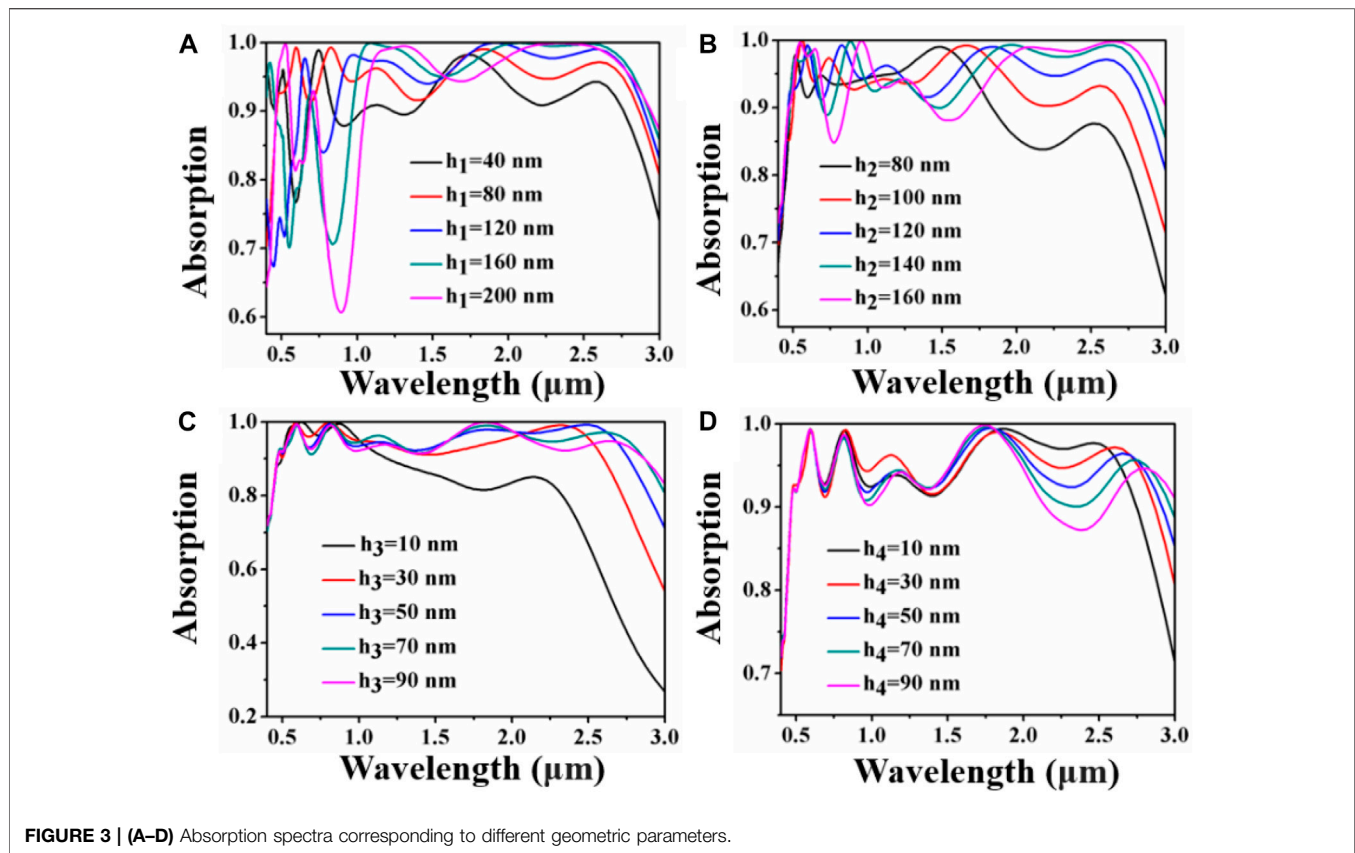 A
1.0
0.9
0.8
0.7
0.6
Absorption
h1=40 nm
h1=80 nm
h1=120 nm
h1=160 nm
h1=200 nm
0.5 1.0 1.5 2.0 2.5 3.0
Wavelength (μm)
B
1.0
0.9
0.8
0.7
0.6
Absorption
h2=80 nm
h2=100 nm
h2=120 nm
h2=140 nm
h2=160 nm
0.5 1.0 1.5 2.0 2.5 3.0
Wavelength (μm)
C
1.0
0.8
0.6
0.4
0.2
Absorption
h3=10 nm
h3=30 nm
h3=50 nm
h3=70 nm
h3=90 nm
0.5 1.0 1.5 2.0 2.5 3.0
Wavelength (μm)
D
1.0
0.9
0.8
0.7
Absorption
h4=10 nm
h4=30 nm
h4=50 nm
h4=70 nm
h4=90 nm
0.5 1.0 1.5 2.0 2.5 3.0
Wavelength (μm)
FIGURE 3 | (A–D) Absorption spectra corresponding to different geometric parameters.